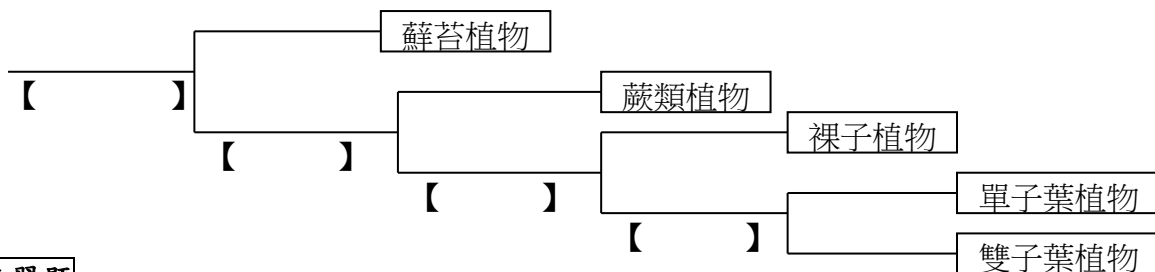 蘚苔植物
【 】
蕨類植物
【 】
裸子植物
【 】
單子葉植物
【 】
雙子葉植物